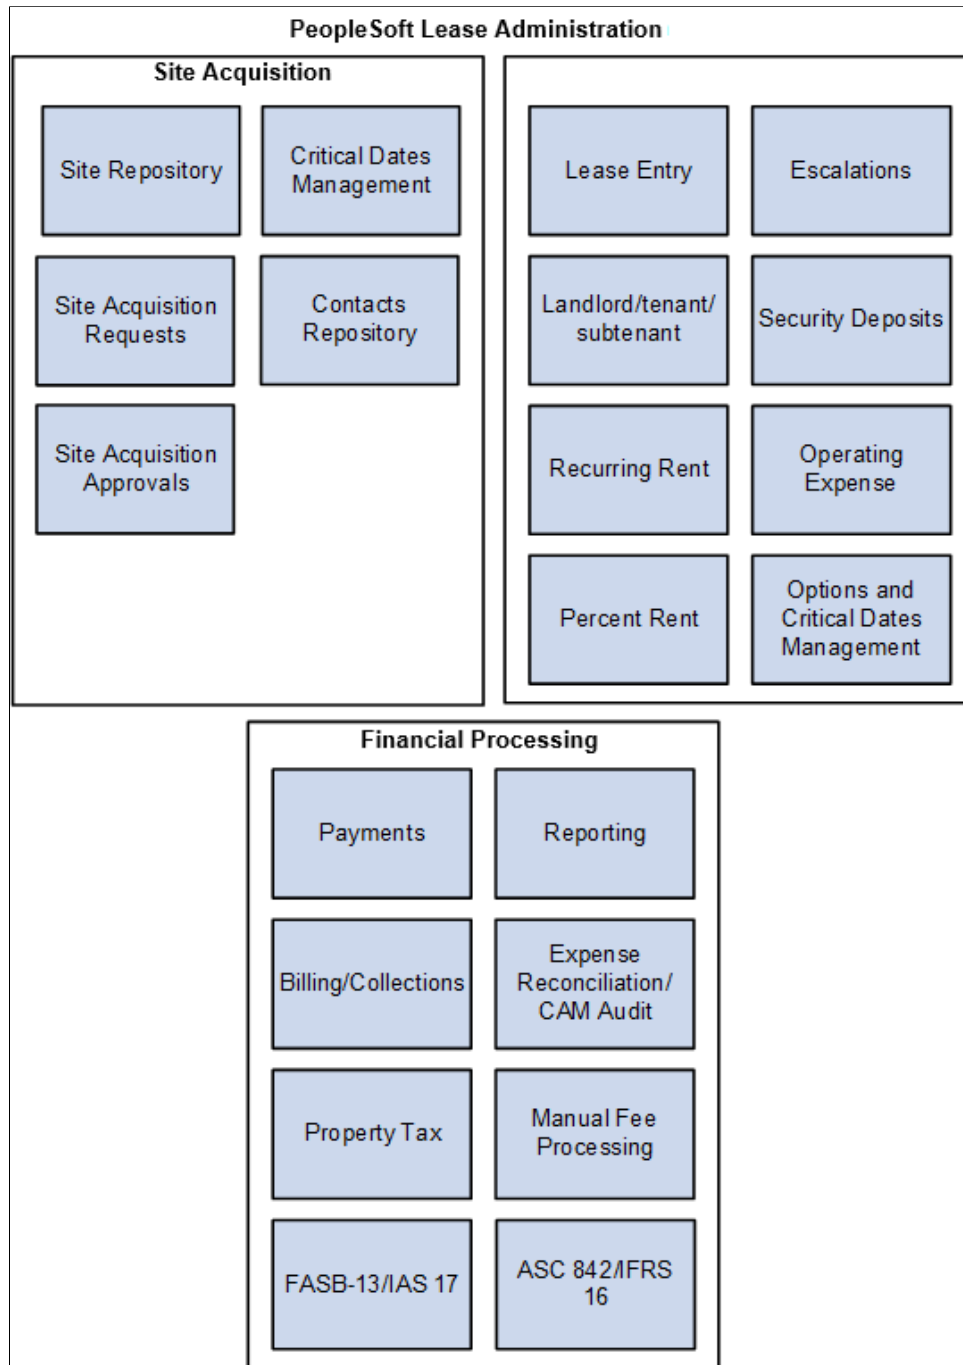 PeopleSoft Lease Administration
Site Acquisition
Site Repository
Critical Dates
Management
Site Acquisition
Requests
Contacts
Repository
Site Acquisition
Approvals
Lease Entry
Escalations
Landlord/tenant/
subtenant
Security Deposits
Recurring Rent
Operating
Expense
Percent Rent
Options and
Critical Dates
Management
Financial Processing
Payments
Reporting
Billing/Collections
Expense
Reconciliation/
CAM Audit
Property Tax
Manual Fee
Processing
FASB-13/IAS 17
ASC 842/IFRS
16